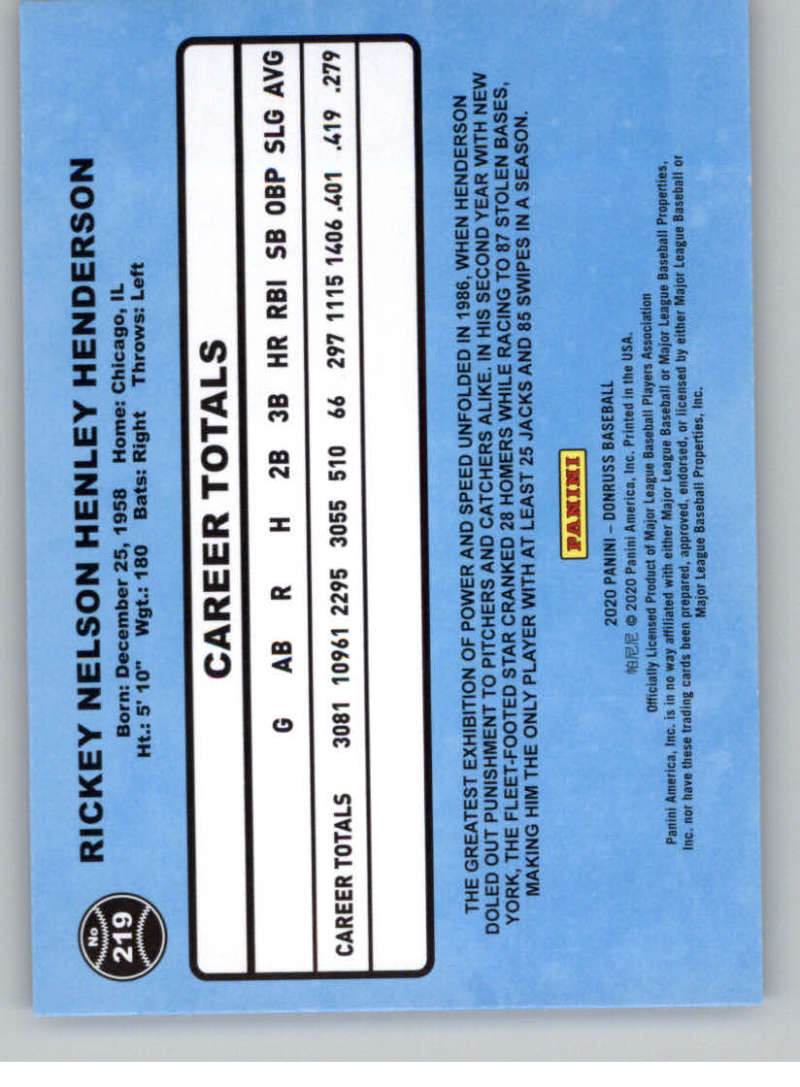 No
219
RICKEY NELSON HENLEY HENDERSON
Born: December 25, 1958 Home: Chicago, IL
Ht.: 5' 10" Wgt.: 180 Bats: Right Throws: Left
CAREER TOTALS
G AB R H 2B 3B HR RBI SB OBP SLG AVG
CAREER TOTALS 3081 10961 2295 3055 510 66 297 1115 1406 .401 .419 .279
THE GREATEST EXHIBITION OF POWER AND SPEED UNFOLDED IN 1986, WHEN HENDERSON
DOLED OUT PUNISHMENT TO PITCHERS AND CATCHERS ALIKE. IN HIS SECOND YEAR WITH NEW
YORK, THE FLEET-FOOTED STAR CRANKED 28 HOMERS WHILE RACING TO 87 STOLEN BASES,
MAKING HIM THE ONLY PLAYER WITH AT LEAST 25 JACKS AND 85 SWIPES IN A SEASON.
PANINI
2020 PANINI – DONRUSS BASEBALL
帕尼尼 © 2020 Panini America, Inc. Printed in the USA.
Officially Licensed Product of Major League Baseball Players Association
Panini America, Inc. is in no way affiliated with either Major League Baseball or Major League Baseball Properties,
Inc. nor have these trading cards been prepared, approved, endorsed, or licensed by either Major League Baseball or
Major League Baseball Properties, Inc.